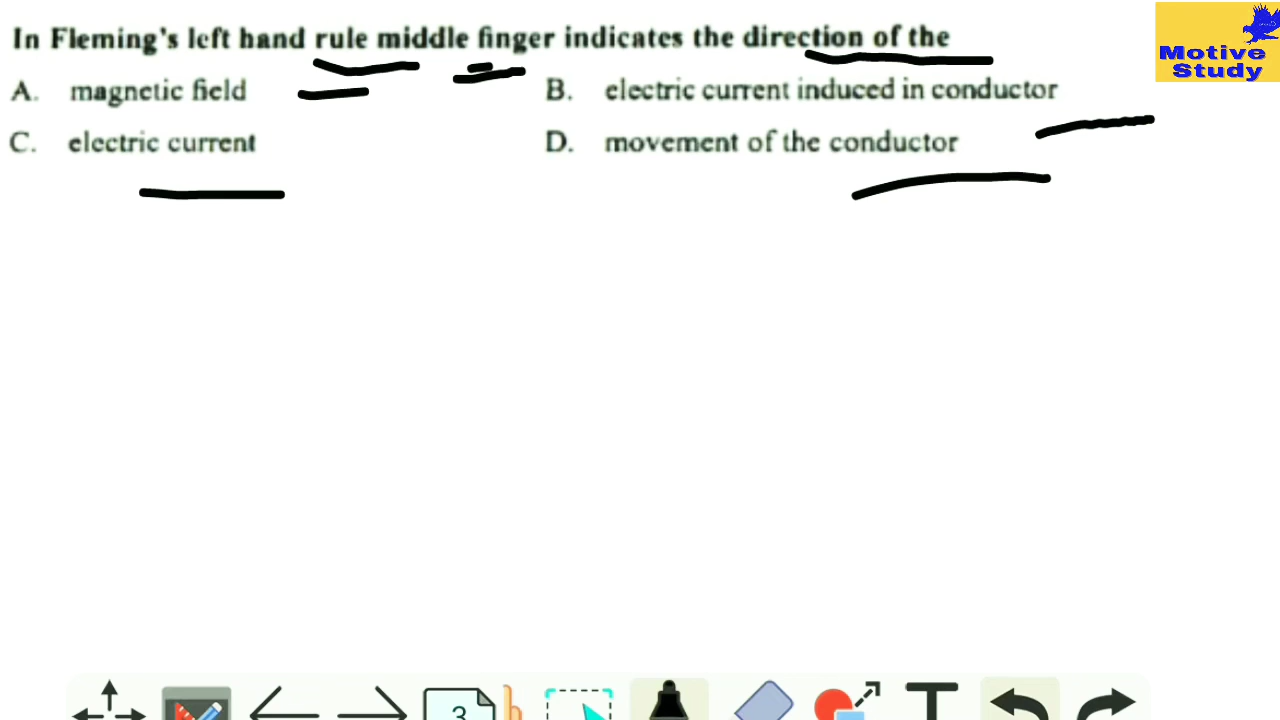 In Fleming's left hand rule middle finger indicates the direction of the
A. magnetic field B. electric current induced in conductor
C. electric current D. movement of the conductor
Motive
Study
3
T